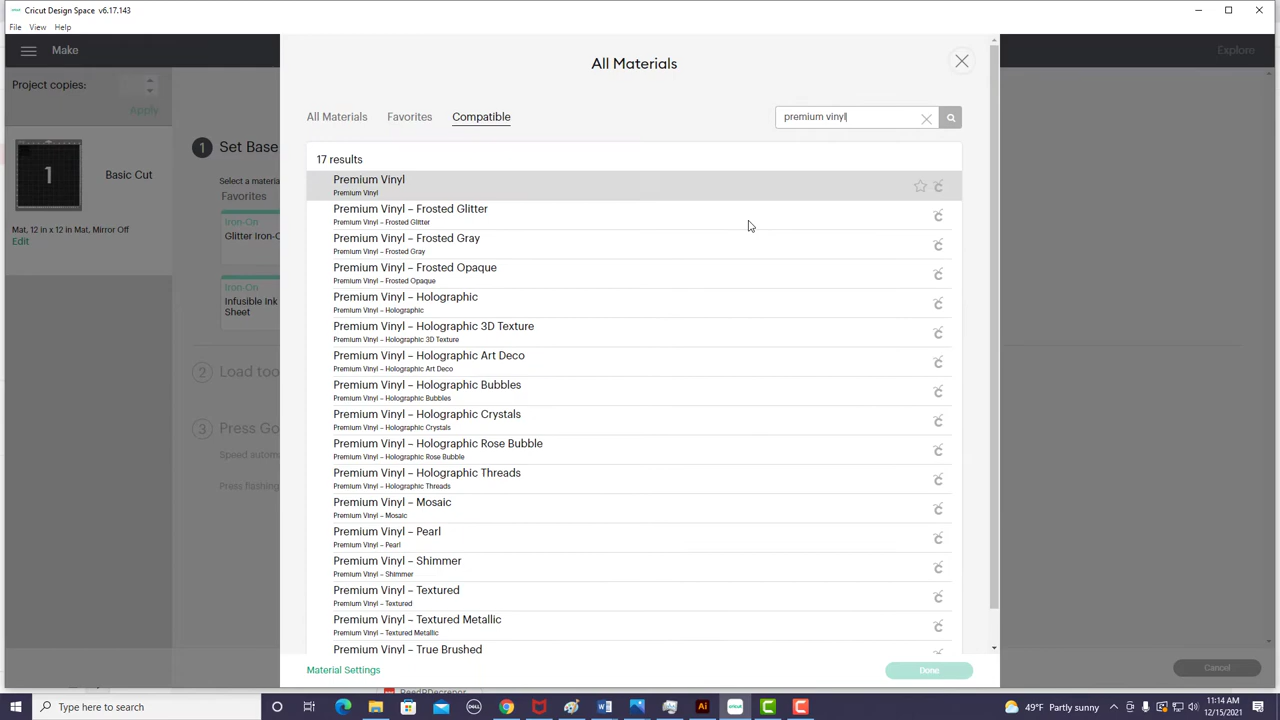 Cricut Design Space v6.17.143
File View Help
Make
Explore
Project copies:
Apply
1
Basic Cut
Mat, 12 in x 12 in Mat, Mirror Off
Edit
1 Set Base
Select a materia
Favorites
Iron-On
Glitter Iron-O
Iron-On
Infusible Ink
Sheet
2 Load too
3 Press Go
Speed automa
Press flashing
All Materials
All Materials Favorites Compatible
premium vinyl
17 results
Premium Vinyl
Premium Vinyl
Premium Vinyl – Frosted Glitter
Premium Vinyl – Frosted Glitter
Premium Vinyl – Frosted Gray
Premium Vinyl – Frosted Gray
Premium Vinyl – Frosted Opaque
Premium Vinyl – Frosted Opaque
Premium Vinyl – Holographic
Premium Vinyl – Holographic
Premium Vinyl – Holographic 3D Texture
Premium Vinyl – Holographic 3D Texture
Premium Vinyl – Holographic Art Deco
Premium Vinyl – Holographic Art Deco
Premium Vinyl – Holographic Bubbles
Premium Vinyl – Holographic Bubbles
Premium Vinyl – Holographic Crystals
Premium Vinyl – Holographic Crystals
Premium Vinyl – Holographic Rose Bubble
Premium Vinyl – Holographic Rose Bubble
Premium Vinyl – Holographic Threads
Premium Vinyl – Holographic Threads
Premium Vinyl – Mosaic
Premium Vinyl – Mosaic
Premium Vinyl – Pearl
Premium Vinyl – Pearl
Premium Vinyl – Shimmer
Premium Vinyl – Shimmer
Premium Vinyl – Textured
Premium Vinyl – Textured
Premium Vinyl – Textured Metallic
Premium Vinyl – Textured Metallic
Premium Vinyl – True Brushed
Material Settings
Done
Cancel
Type here to search
49°F Partly sunny
11:14 AM
12/15/2021